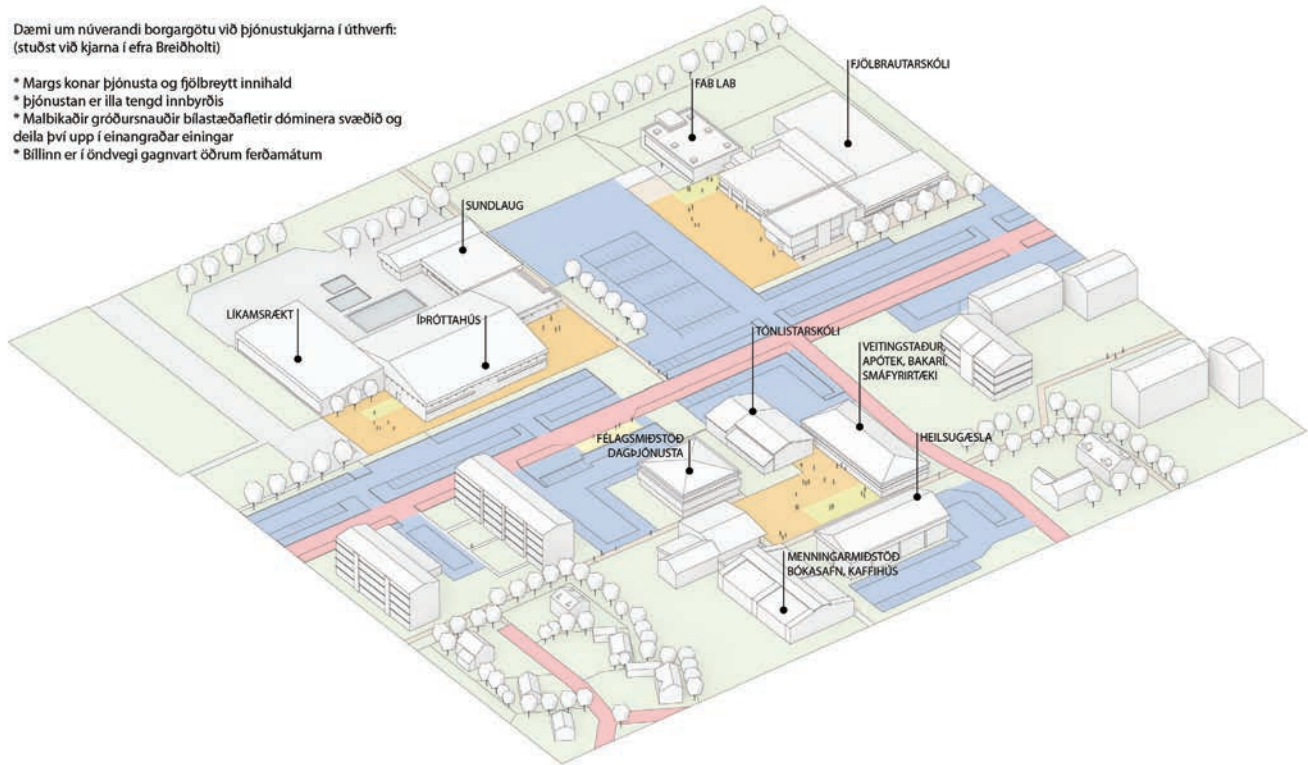 Dæmi um núverandi borgargötu við þjónustukjarna í úthverfi:
(stuðst við kjarna í efra Breiðholti)
* Margs konar þjónusta og fjölbreytt innihald
* þjónustan er illa tengd innbyrðis
* Malbikaðir gróðursnauðir bílastæðafletir dóminera svæðið og
deila því upp í einangraðar einingar
* Bíllinn er í öndvegi gagnvart öðrum ferðamátum
FJÖLBRAUTARSKÓLI
FAB LAB
SUNDLAUG
LÍKAMSRÆKT
ÍÞRÓTTAHÚS
TÓNLISTARSKÓLI
VEITINGSTAÐUR,
APÓTEK, BAKARÍ,
SMÁFYRIRTÆKI
FÉLAGSMIÐSTÖÐ
DAGÞJÓNUSTA
HEILSUGÆSLA
MENNINGARMIÐSTÖÐ
BÓKASAFN, KAFFIHÚS